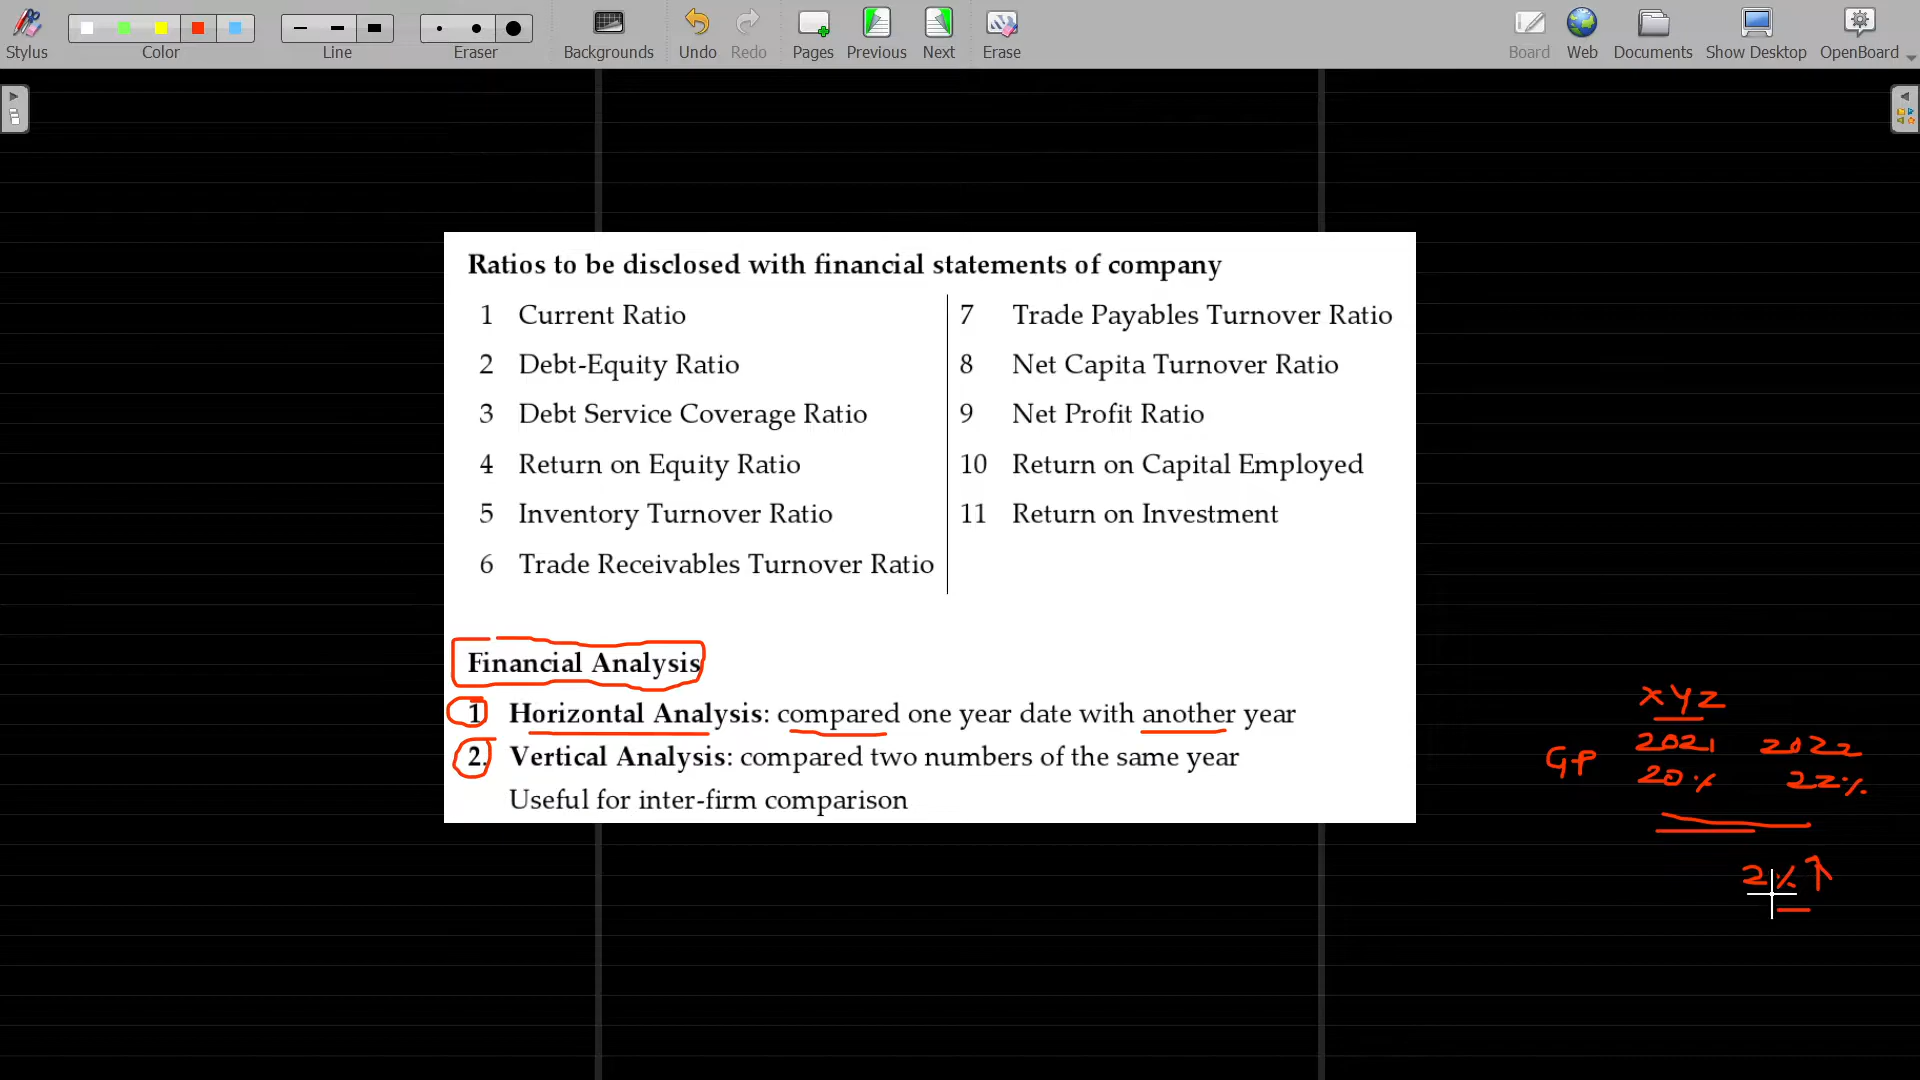 Stylus
Color
Line
Eraser
Backgrounds
Undo
Redo
Pages
Previous
Next
Erase
Board
Web
Documents
Show Desktop
OpenBoard
Ratios to be disclosed with financial statements of company
1 Current Ratio
2 Debt-Equity Ratio
3 Debt Service Coverage Ratio
4 Return on Equity Ratio
5 Inventory Turnover Ratio
6 Trade Receivables Turnover Ratio
7 Trade Payables Turnover Ratio
8 Net Capita Turnover Ratio
9 Net Profit Ratio
10 Return on Capital Employed
11 Return on Investment
Financial Analysis
1 Horizontal Analysis: compared one year date with another year
2. Vertical Analysis: compared two numbers of the same year
Useful for inter-firm comparison
XYZ
2021 2022
GP 20% 22%
2% ↑